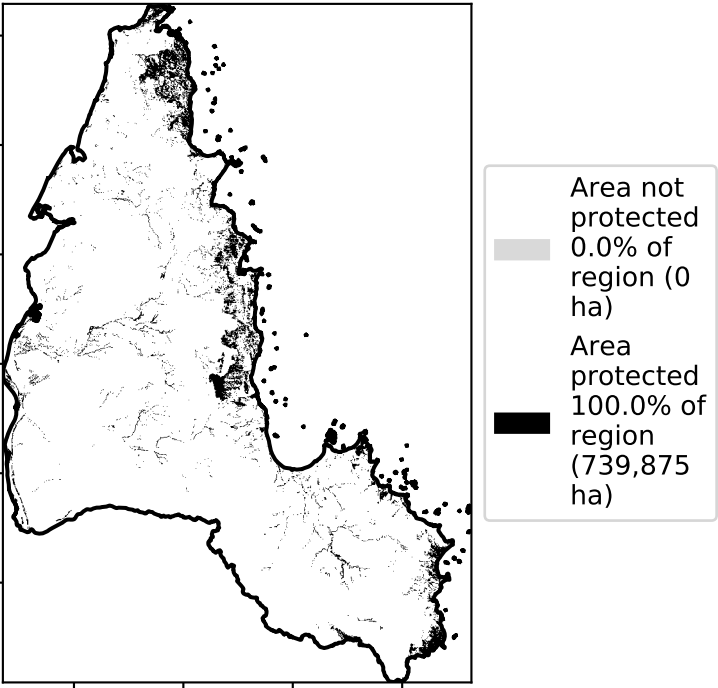 Area not
protected
0.0% of
region (0
ha)
Area
protected
100.0% of
region
(739,875
ha)